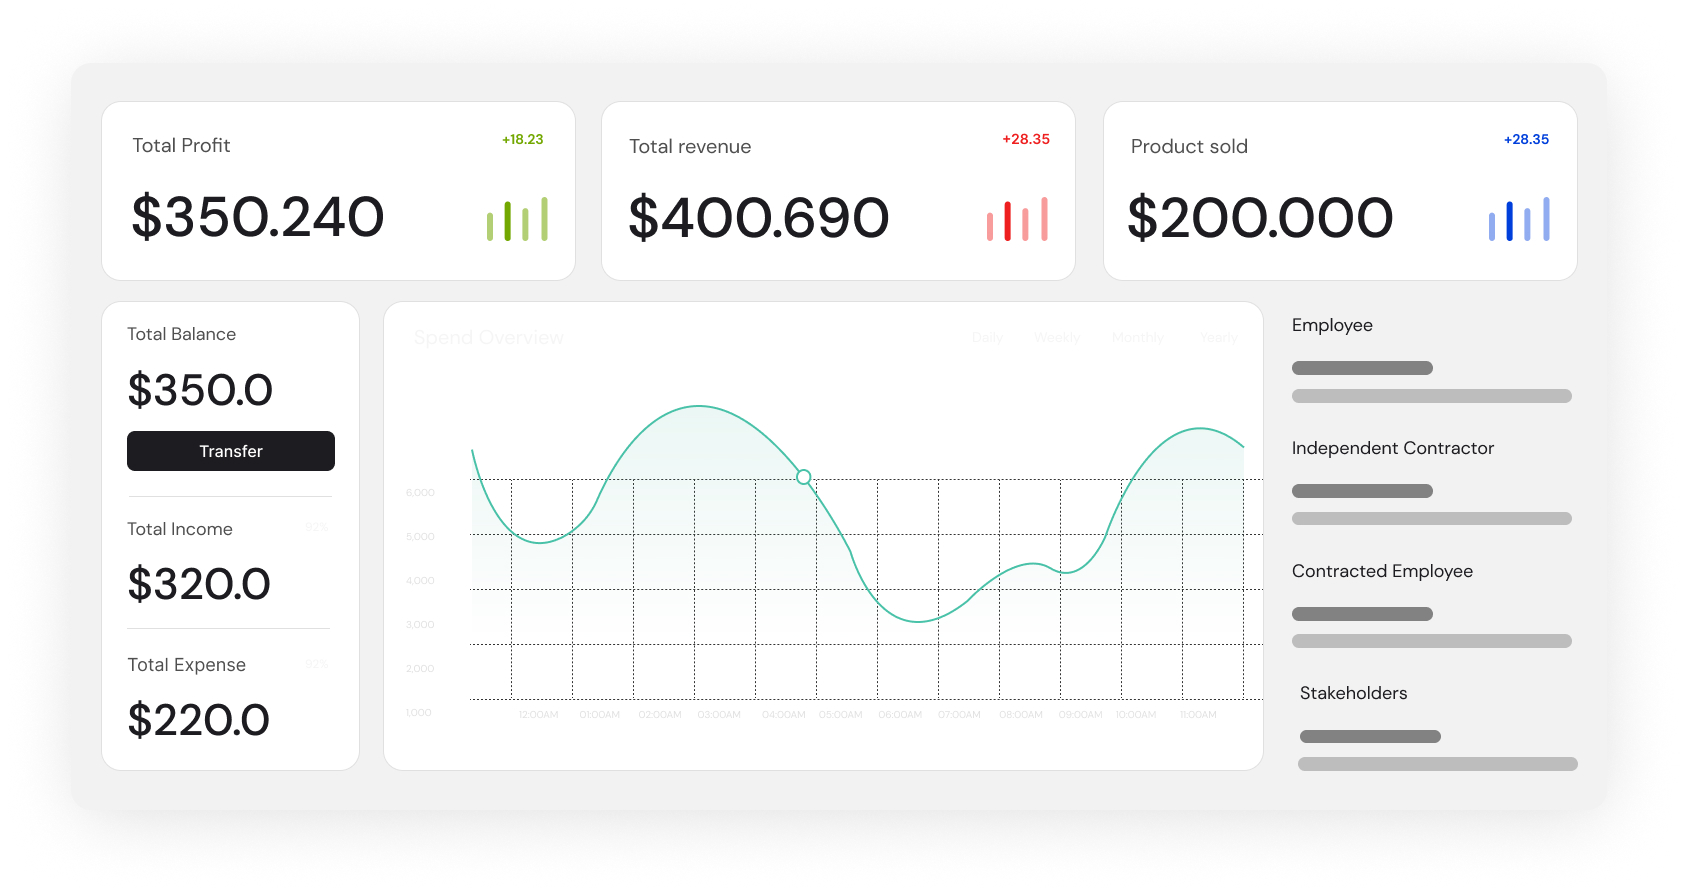 Total Profit
+18.23
$350.240
Total revenue
+28.35
$400.690
Product sold
+28.35
$200.000
Total Balance
$350.0
Transfer
Total Income
92%
$320.0
Total Expense
92%
$220.0
Spend Overview
Daily Weekly Monthly Yearly
6,000
5,000
4,000
3,000
2,000
1,000
12:00AM 01:00AM 02:00AM 03:00AM 04:00AM 05:00AM 06:00AM 07:00AM 08:00AM 09:00AM 10:00AM 11:00AM
Employee
Independent Contractor
Contracted Employee
Stakeholders